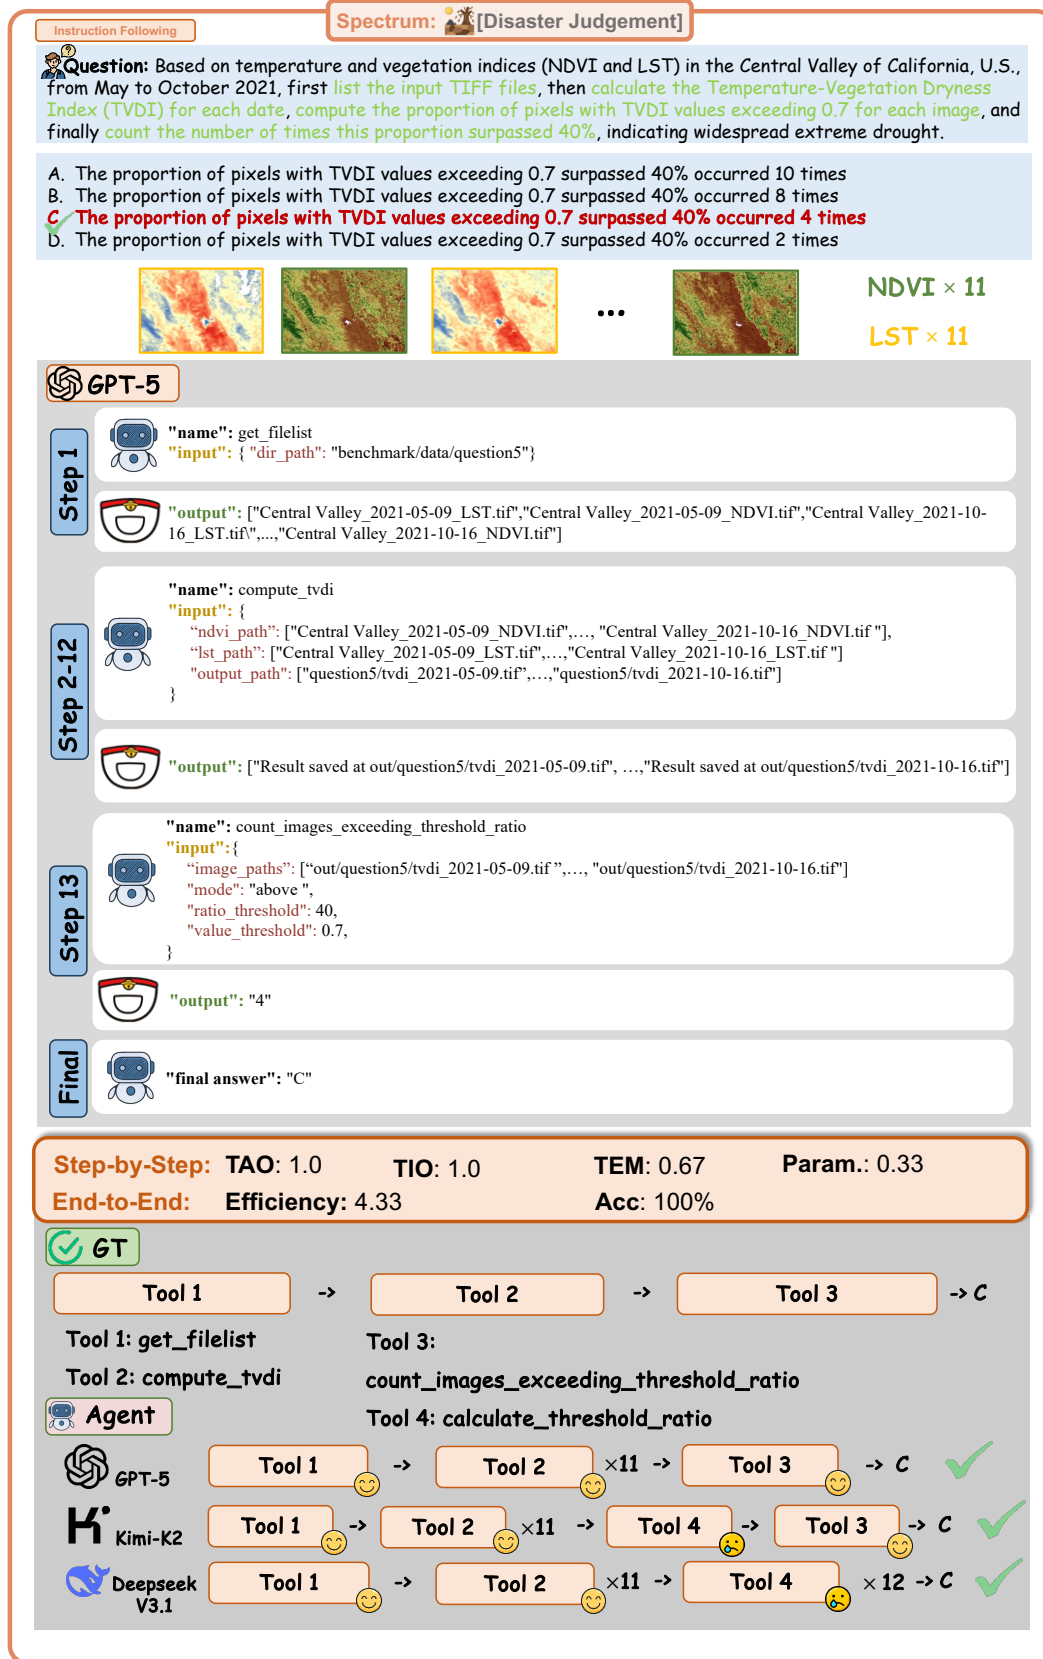 Spectrum: [Disaster Judgement]
Instruction Following
Question: Based on temperature and vegetation indices (NDVI and LST) in the Central Valley of California, U.S.,
from May to October 2021, first list the input TIFF files, then calculate the Temperature-Vegetation Dryness
Index (TVDI) for each date, compute the proportion of pixels with TVDI values exceeding 0.7 for each image, and
finally count the number of times this proportion surpassed 40%, indicating widespread extreme drought.
A. The proportion of pixels with TVDI values exceeding 0.7 surpassed 40% occurred 10 times
B. The proportion of pixels with TVDI values exceeding 0.7 surpassed 40% occurred 8 times
C. The proportion of pixels with TVDI values exceeding 0.7 surpassed 40% occurred 4 times
D. The proportion of pixels with TVDI values exceeding 0.7 surpassed 40% occurred 2 times
...
NDVI × 11
LST × 11
GPT-5
Step 1
"name": get_filelist
"input": { "dir_path": "benchmark/data/question5"}
"output": ["Central Valley_2021-05-09_LST.tif","Central Valley_2021-05-09_NDVI.tif","Central Valley_2021-10-
16_LST.tif\",...,"Central Valley_2021-10-16_NDVI.tif"]
Step 2-12
"name": compute_tvdi
"input": {
“ndvi_path”: ["Central Valley_2021-05-09_NDVI.tif",…, "Central Valley_2021-10-16_NDVI.tif "],
“lst_path”: ["Central Valley_2021-05-09_LST.tif",…,"Central Valley_2021-10-16_LST.tif "]
"output_path": ["question5/tvdi_2021-05-09.tif”,…,"question5/tvdi_2021-10-16.tif"]
}
"output": ["Result saved at out/question5/tvdi_2021-05-09.tif", …,"Result saved at out/question5/tvdi_2021-10-16.tif"]
Step 13
"name": count_images_exceeding_threshold_ratio
"input":{
“image_paths”: [“out/question5/tvdi_2021-05-09.tif ”,…, "out/question5/tvdi_2021-10-16.tif"]
"mode": "above ",
"ratio_threshold": 40,
"value_threshold": 0.7,
}
"output": "4"
Final
"final answer": "C"
Step-by-Step: TAO: 1.0 TIO: 1.0 TEM: 0.67 Param.: 0.33
End-to-End: Efficiency: 4.33 Acc: 100%
GT
Tool 1 -> Tool 2 -> Tool 3 -> C
Tool 1: get_filelist
Tool 2: compute_tvdi
Tool 3:
count_images_exceeding_threshold_ratio
Tool 4: calculate_threshold_ratio
Agent
GPT-5 Tool 1 -> Tool 2 ×11 -> Tool 3 -> C
Kimi-K2 Tool 1 -> Tool 2 ×11 -> Tool 4 -> Tool 3 -> C
Deepseek V3.1 Tool 1 -> Tool 2 ×11 -> Tool 4 × 12 -> C